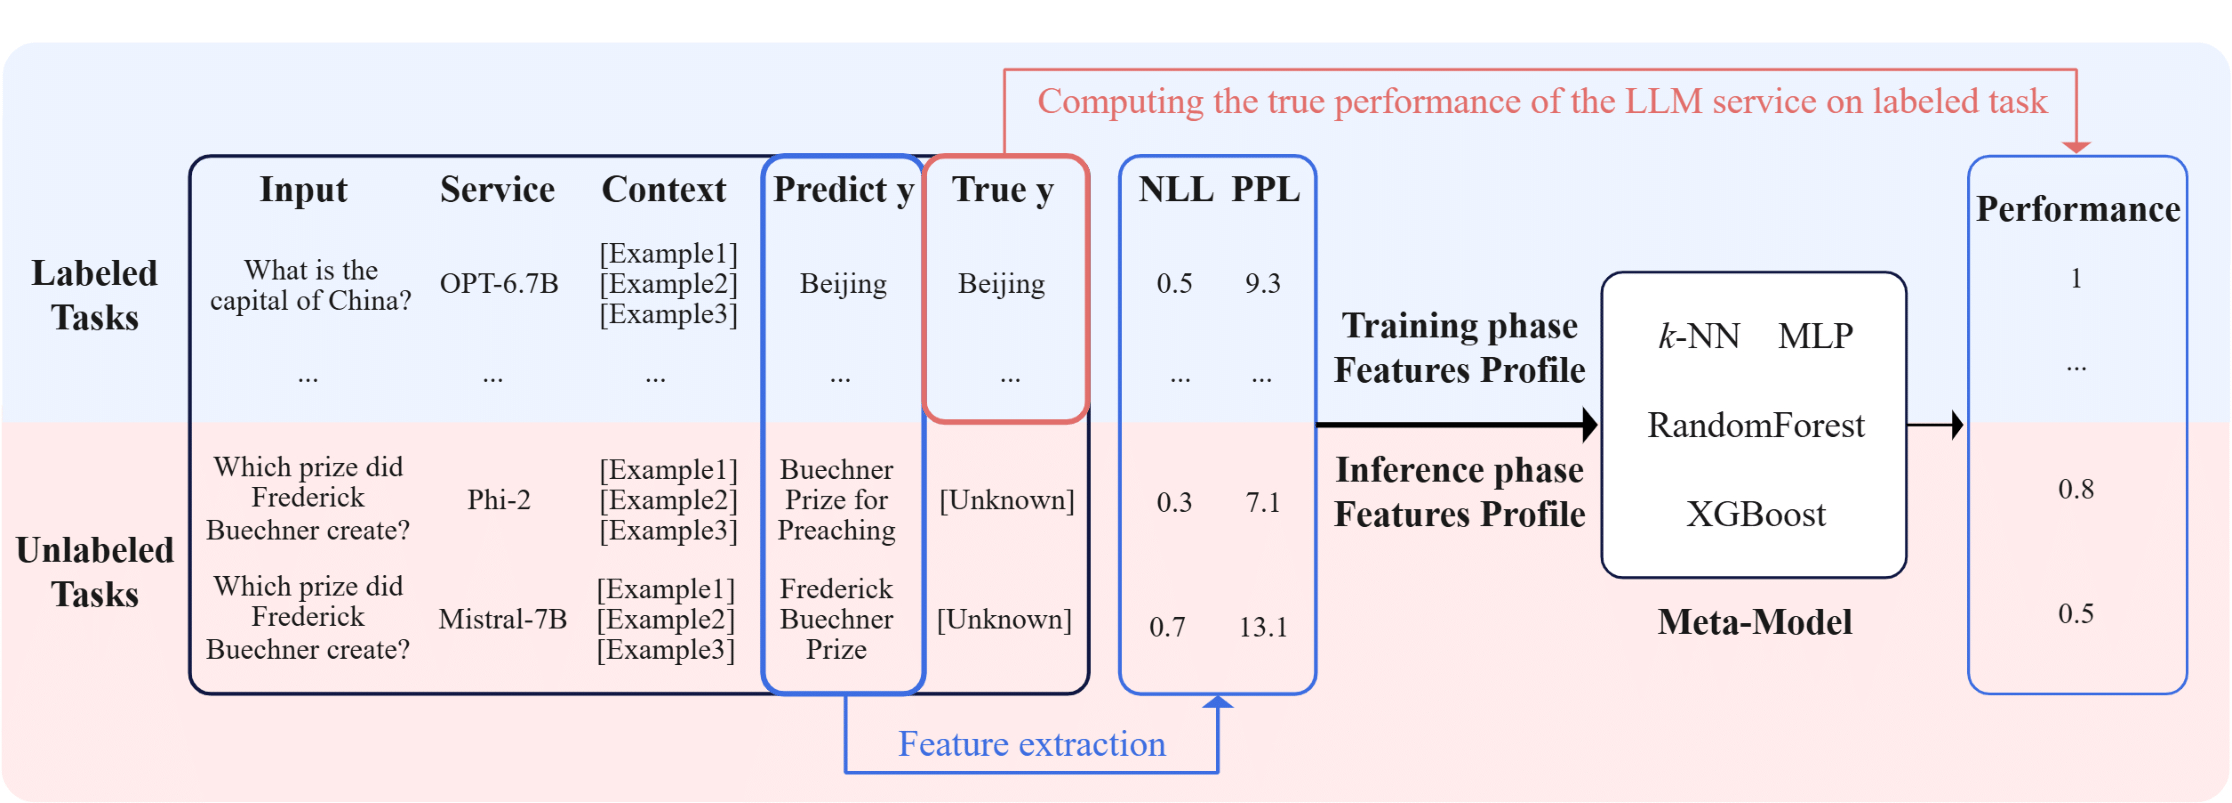 Computing the true performance of the LLM service on labeled task
Input Service Context Predict y True y NLL PPL Performance
Labeled
Tasks
What is the
capital of China?
OPT-6.7B
[Example1]
[Example2]
[Example3]
Beijing
Beijing
0.5 9.3
1
... ... ... ... ... ... ... ...
Training phase
Features Profile
Inference phase
Features Profile
k-NN MLP
RandomForest
XGBoost
Meta-Model
Unlabeled
Tasks
Which prize did
Frederick
Buechner create?
Phi-2
[Example1]
[Example2]
[Example3]
Buechner
Prize for
Preaching
[Unknown]
0.3 7.1
0.8
Which prize did
Frederick
Buechner create?
Mistral-7B
[Example1]
[Example2]
[Example3]
Frederick
Buechner
Prize
[Unknown]
0.7 13.1
0.5
Feature extraction